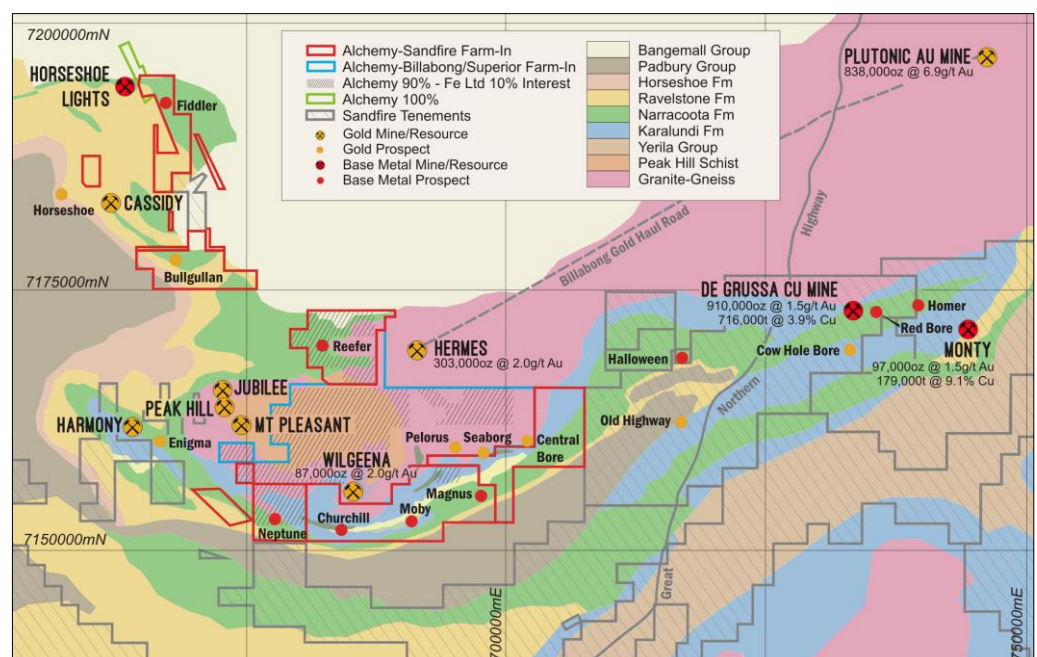 7200000mN
HORSESHOE
LIGHTS
Fiddler
Alchemy-Sandfire Farm-In
Alchemy-Billabong/Superior Farm-In
Alchemy 90% - Fe Ltd 10% Interest
Alchemy 100%
Sandfire Tenements
Gold Mine/Resource
Gold Prospect
Base Metal Mine/Resource
Base Metal Prospect
Bangemall Group
Padbury Group
Horseshoe Fm
Ravelstone Fm
Narracoota Fm
Karalundi Fm
Yerila Group
Peak Hill Schist
Granite-Gneiss
PLUTONIC AU MINE
838,000oz @ 6.9g/t Au
Horseshoe
CASSIDY
Bullgullan
Billabong Gold Haul Road
Highway
7175000mN
DE GRUSSA CU MINE
910,000oz @ 1.5g/t Au
716,000t @ 3.9% Cu
Homer
Red Bore
Cow Hole Bore
MONTY
97,000oz @ 1.5g/t Au
179,000t @ 9.1% Cu
Reefer
HERMES
303,000oz @ 2.0g/t Au
Halloween
Northern
JUBILEE
PEAK HILL
HARMONY
MT PLEASANT
Enigma
Old Highway
Pelorus
Seaborg
Central
Bore
WILGEENA
87,000oz @ 2.0g/t Au
Magnus
Moby
Churchill
Neptune
7150000mN
Great
700000mE
750000mE